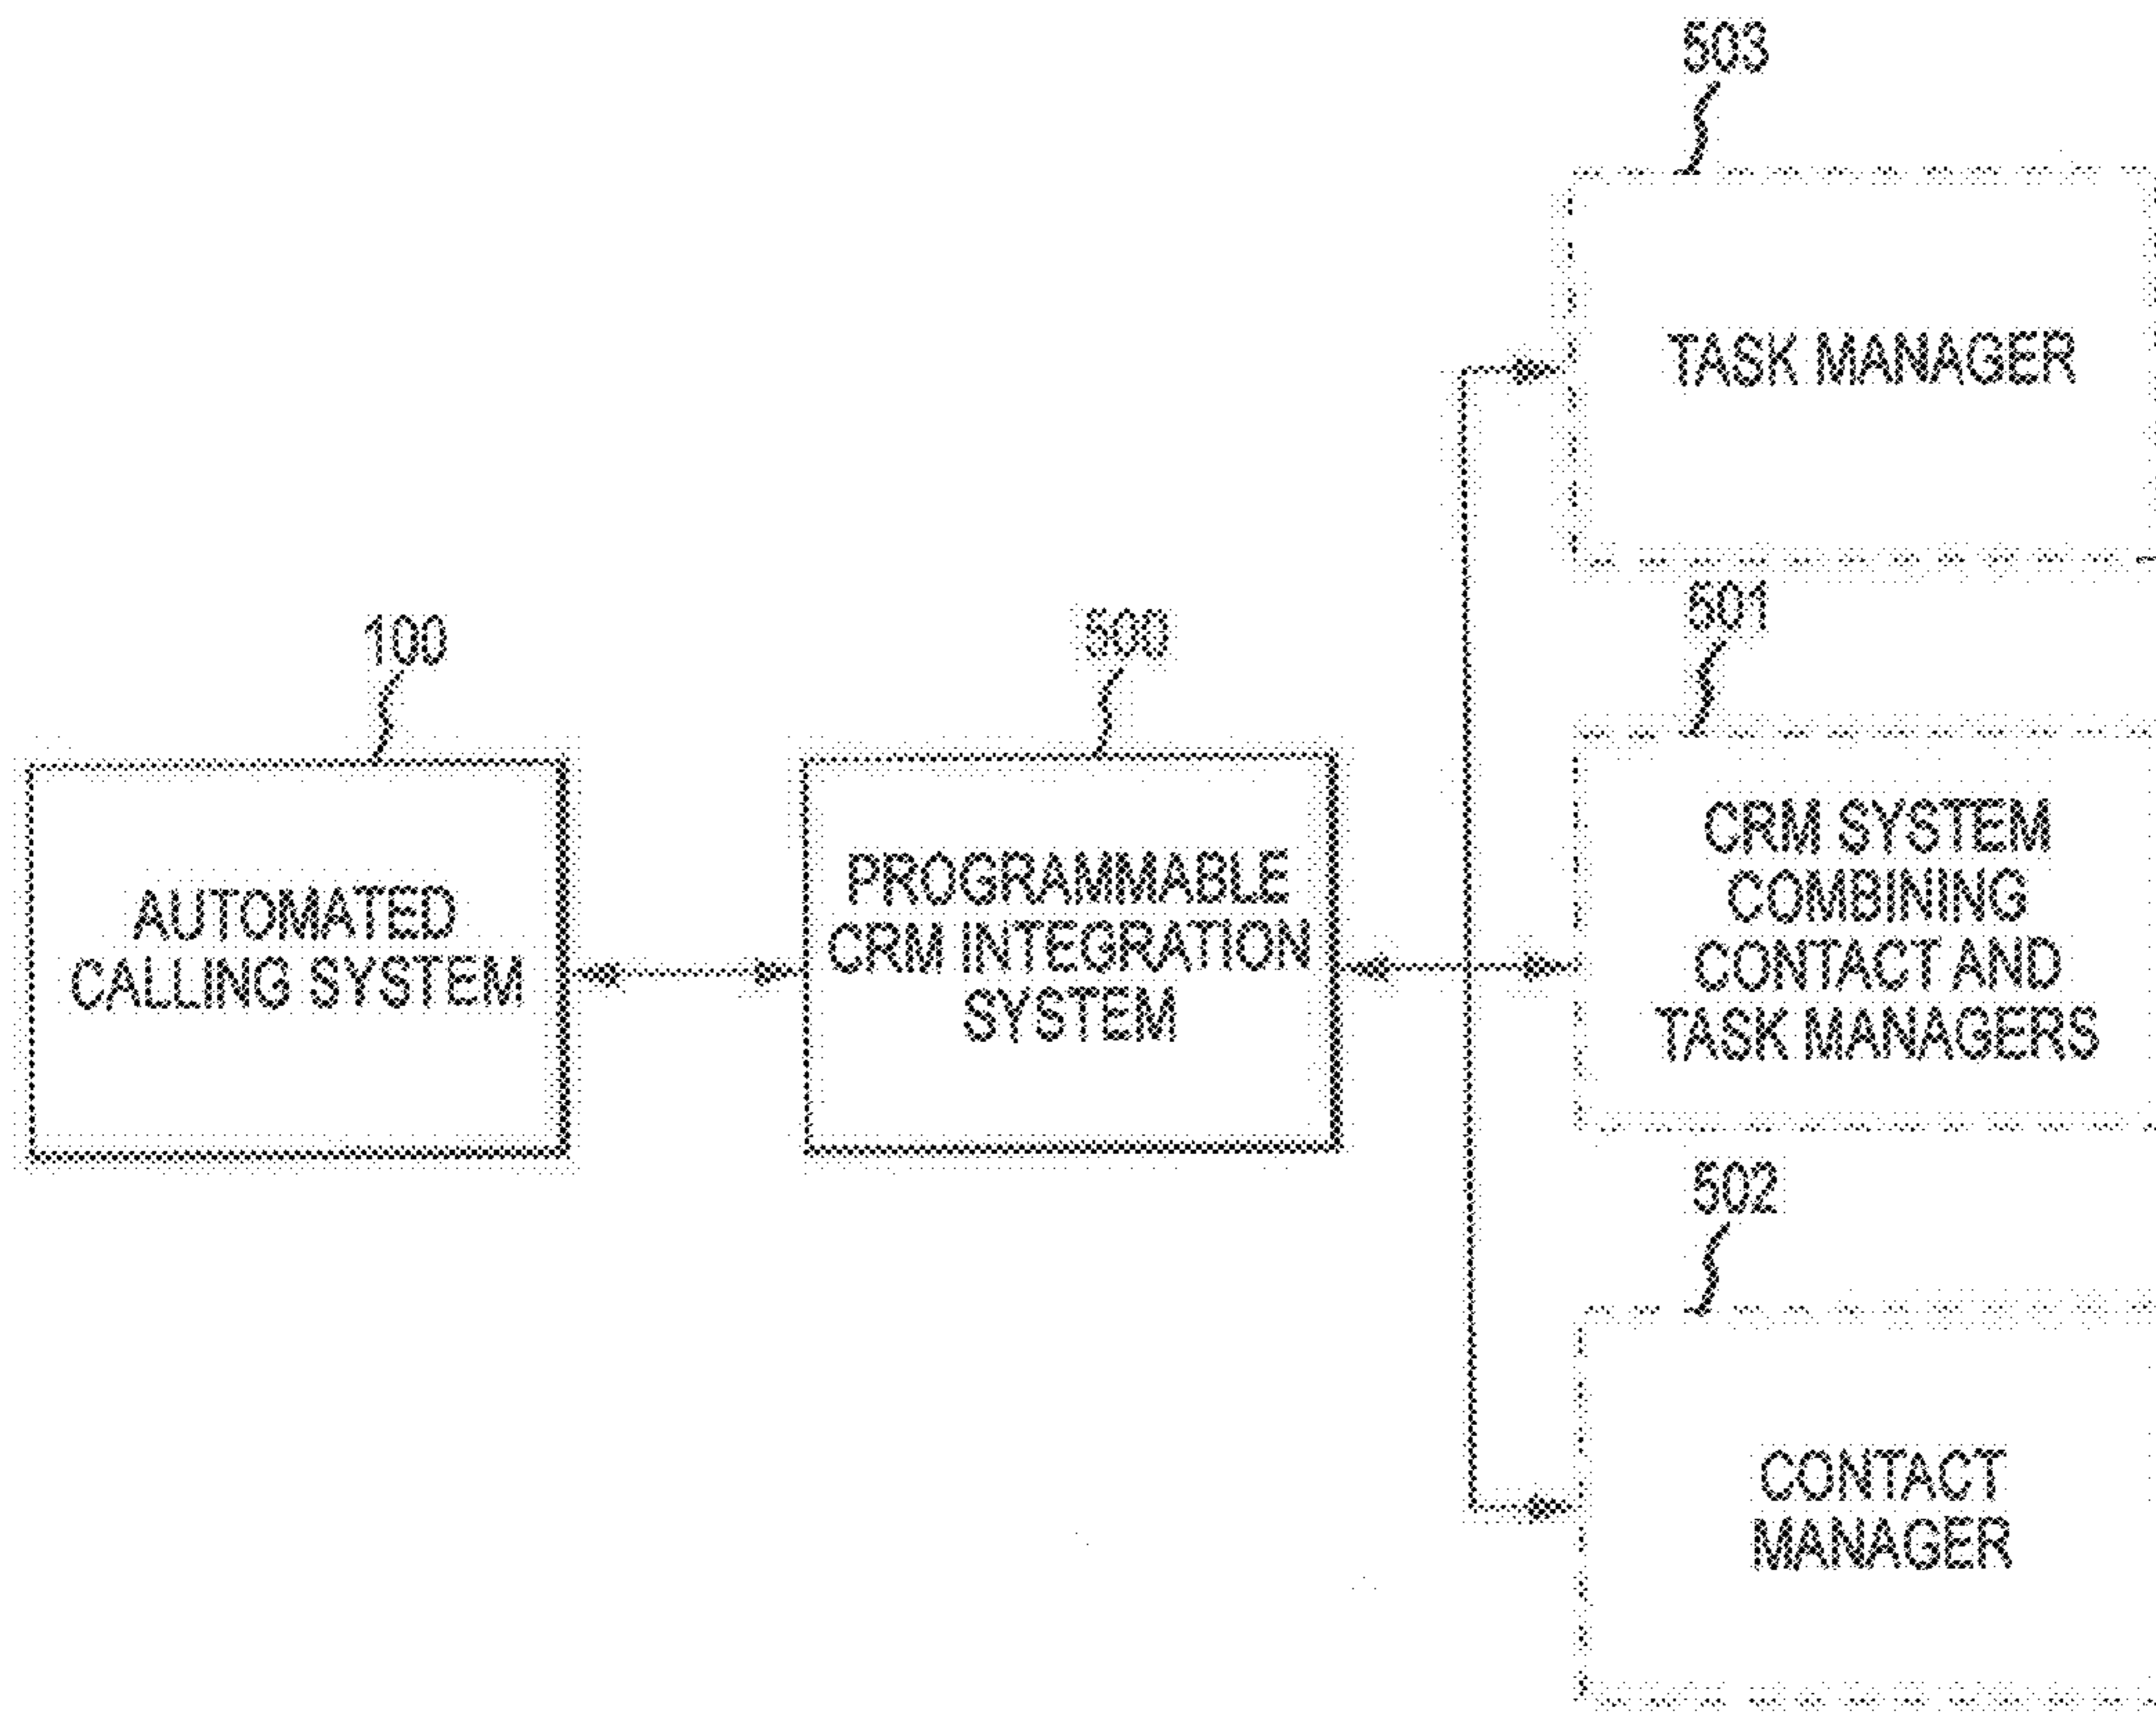 503
TASK MANAGER
100
AUTOMATED
CALLING SYSTEM
500
PROGRAMMABLE
CRM INTEGRATION
SYSTEM
501
CRM SYSTEM
COMBINING
CONTACT AND
TASK MANAGERS
502
CONTACT
MANAGER